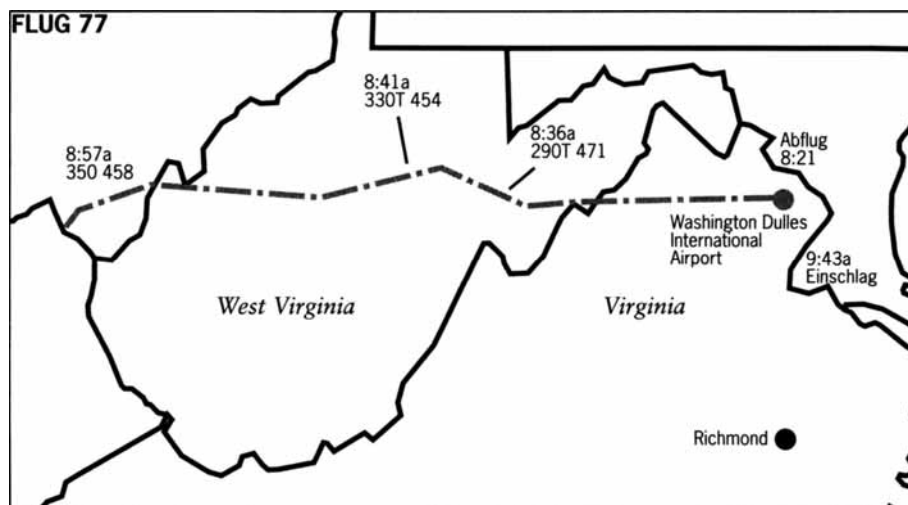 FLUG 77
8:41a
330T 454
8:36a
290T 471
8:57a
350 458
Abflug
8:21
Washington Dulles
International
Airport
9:43a
Einschlag
West Virginia
Virginia
Richmond